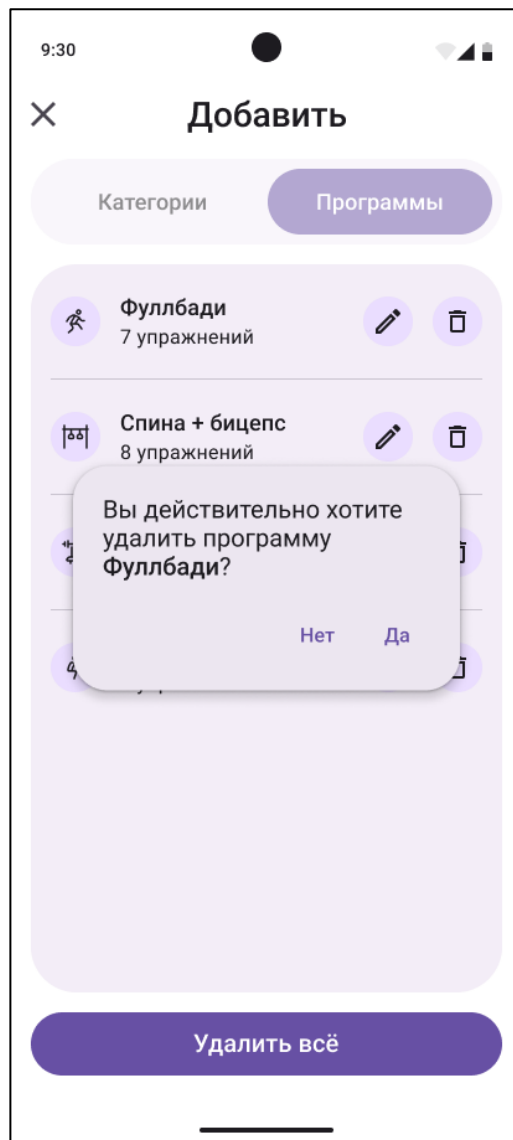 9:30
Добавить
Категории
Программы
Фуллбади
7 упражнений
Спина + бицепс
8 упражнений
Вы действительно хотите
удалить программу
Фуллбади?
Нет
Да
Удалить всё